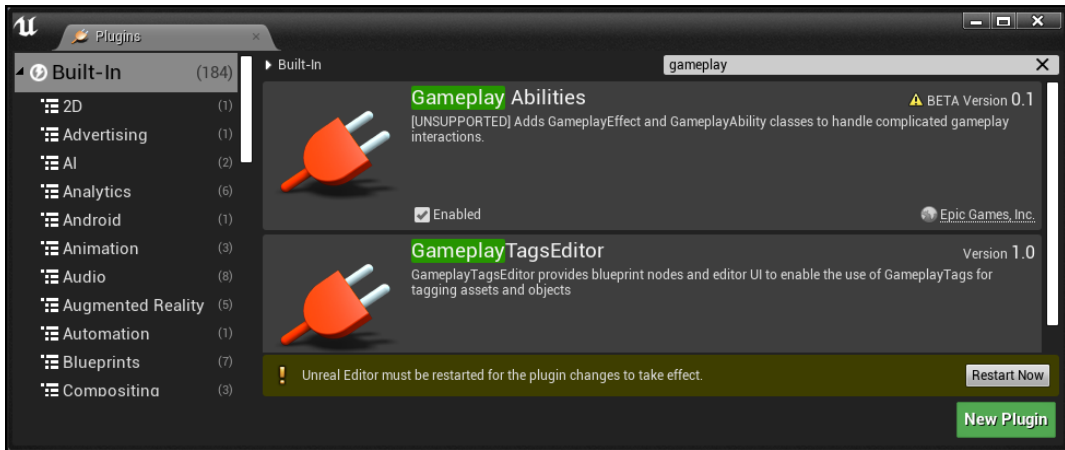 Plugins
Built-In (184)
2D (1)
Advertising (1)
AI (2)
Analytics (6)
Android (1)
Animation (3)
Audio (8)
Augmented Reality (5)
Automation (1)
Blueprints (7)
Compositing (3)
Built-In
gameplay
Gameplay Abilities
BETA Version 0.1
[UNSUPPORTED] Adds GameplayEffect and GameplayAbility classes to handle complicated gameplay
interactions.
Enabled
Epic Games, Inc.
GameplayTagsEditor
Version 1.0
GameplayTagsEditor provides blueprint nodes and editor UI to enable the use of GameplayTags for
tagging assets and objects
Unreal Editor must be restarted for the plugin changes to take effect.
Restart Now
New Plugin